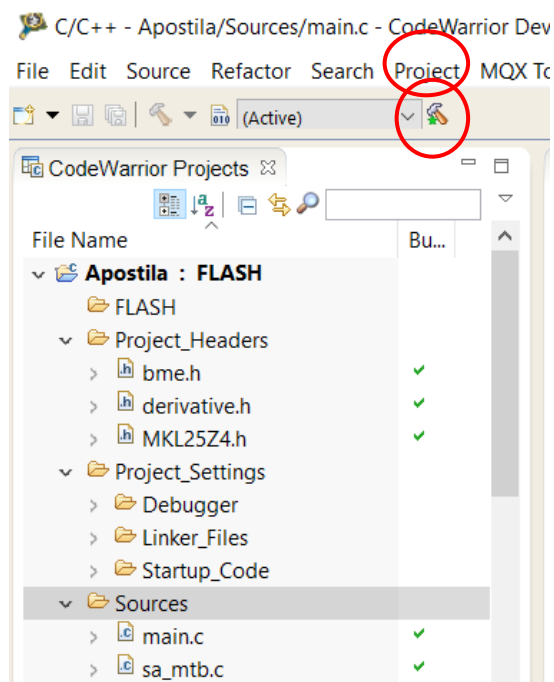 C/C++ - Apostila/Sources/main.c - CodeWarrior Dev
File Edit Source Refactor Search Project MQX To
010 (Active)
CodeWarrior Projects
a z
File Name Bu...
Apostila : FLASH
FLASH
Project_Headers
.h bme.h
.h derivative.h
.h MKL25Z4.h
Project_Settings
Debugger
Linker_Files
Startup_Code
Sources
.c main.c
.c sa_mtb.c